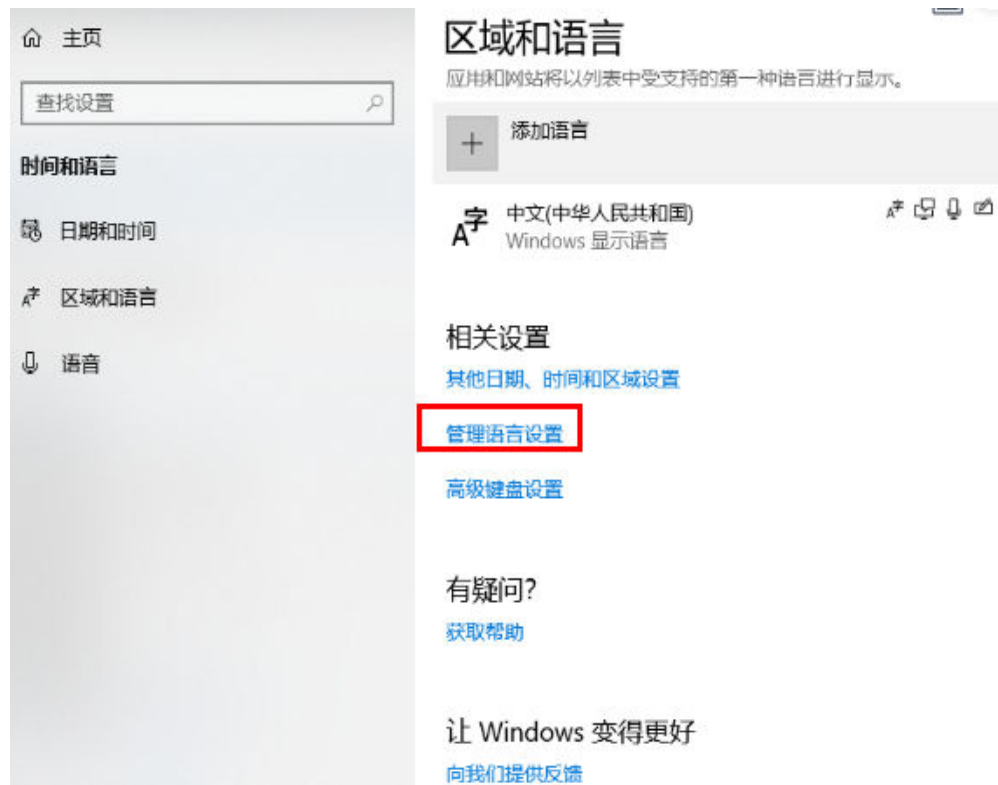 主页
查找设置
时间和语言
日期和时间
区域和语言
语音
区域和语言
应用和网站将以列表中受支持的第一种语言进行显示。
添加语言
中文(中华人民共和国)
Windows 显示语言
相关设置
其他日期、时间和区域设置
管理语言设置
高级键盘设置
有疑问?
获取帮助
让 Windows 变得更好
向我们提供反馈